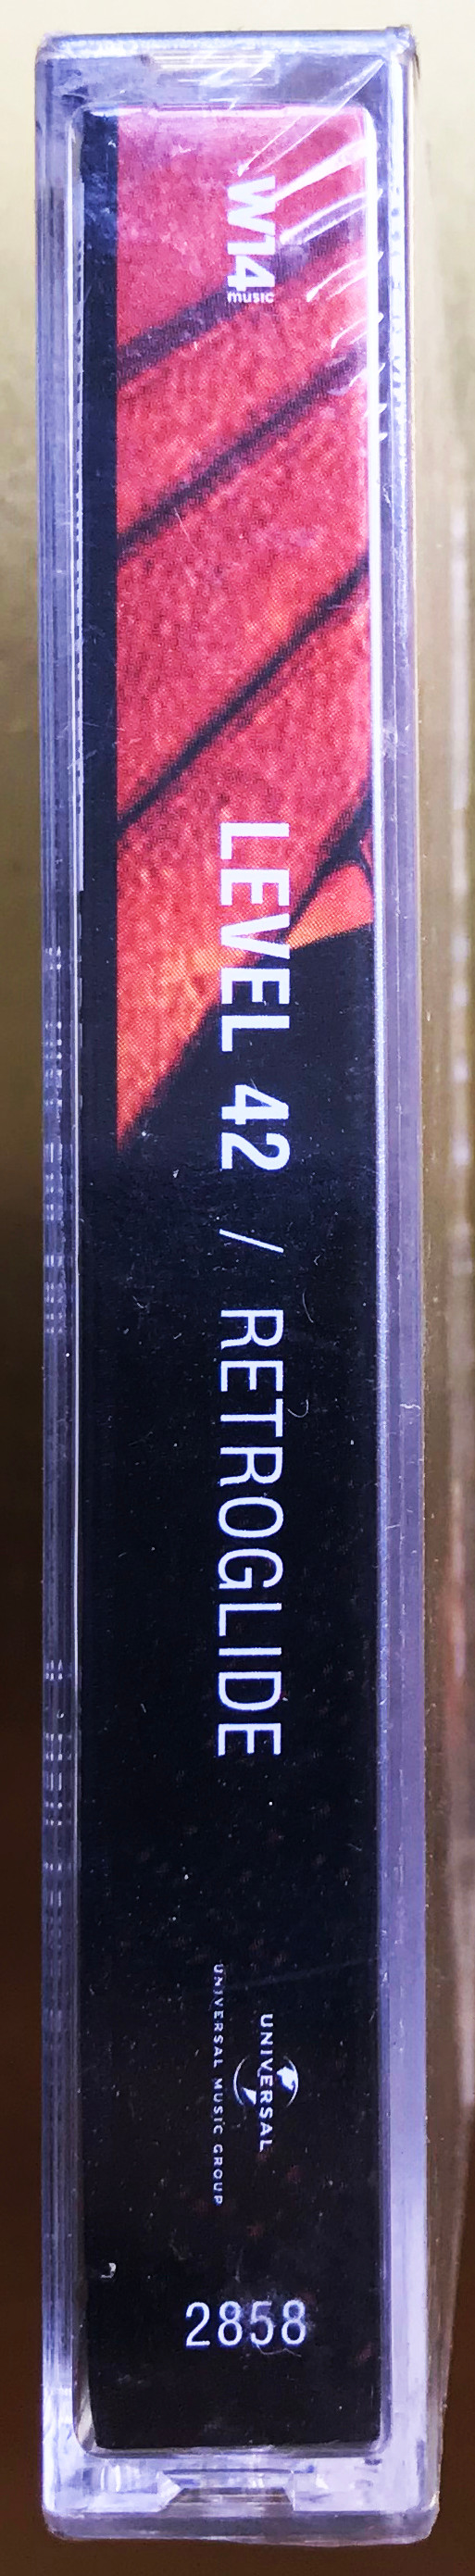 W14
music
LEVEL 42 / RETROGLIDE
UNIVERSAL
UNIVERSAL MUSIC GROUP
2858